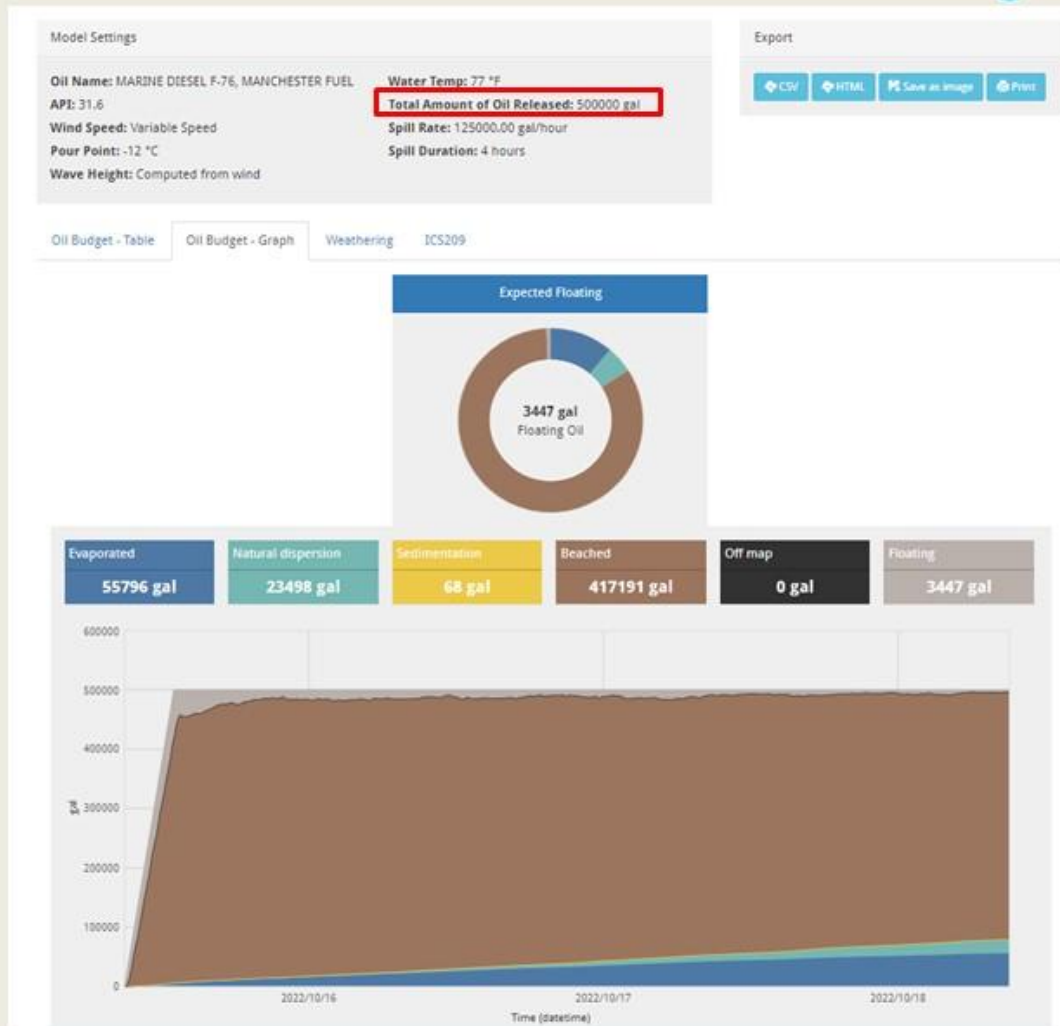 Model Settings
Oil Name: MARINE DIESEL F-76, MANCHESTER FUEL
API: 31.6
Wind Speed: Variable Speed
Pour Point: -12 °C
Wave Height: Computed from wind
Water Temp: 77 °F
Total Amount of Oil Released: 500000 gal
Spill Rate: 125000.00 gal/hour
Spill Duration: 4 hours
Export
CSV HTML Save as image Print
Oil Budget - Table Oil Budget - Graph Weathering ICS209
Expected Floating
3447 gal
Floating Oil
Evaporated
55796 gal
Natural dispersion
23498 gal
Sedimentation
68 gal
Beached
417191 gal
Off map
0 gal
Floating
3447 gal
600000
500000
400000
300000
200000
100000
0
gal
2022/10/16 2022/10/17 2022/10/18
Time (datetime)